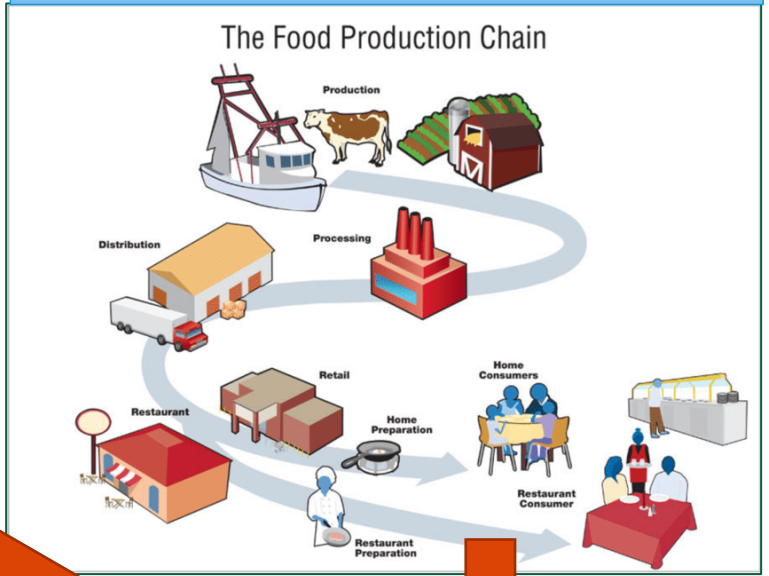 The Food Production Chain
Production
Processing
Distribution
Retail
Restaurant
Home
Preparation
Home
Consumers
Restaurant
Preparation
Restaurant
Consumer